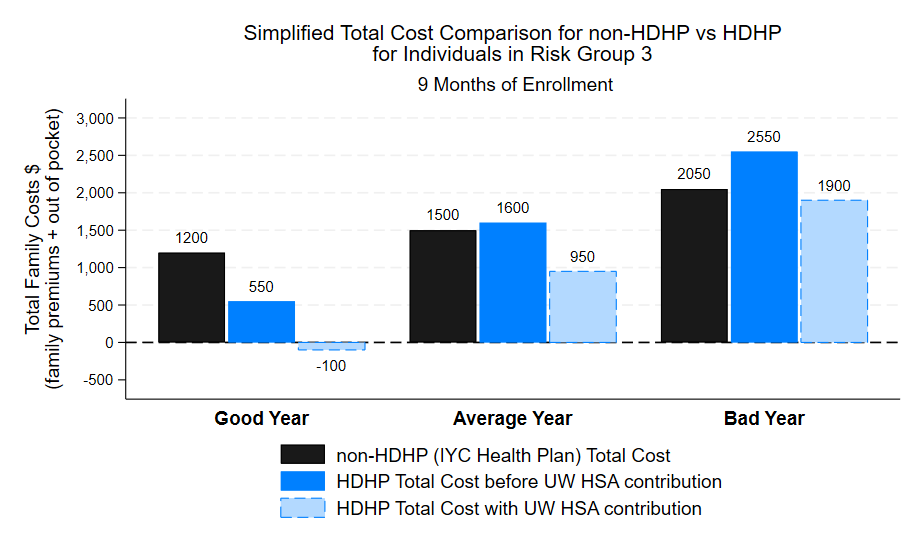 Simplified Total Cost Comparison for non-HDHP vs HDHP
for Individuals in Risk Group 3
9 Months of Enrollment
Total Family Costs $
(family premiums + out of pocket)
3,000
2,500
2,000
1,500
1,000
500
0
-500
1200
550
-100
1500
1600
950
2050
2550
1900
Good Year
Average Year
Bad Year
non-HDHP (IYC Health Plan) Total Cost
HDHP Total Cost before UW HSA contribution
HDHP Total Cost with UW HSA contribution